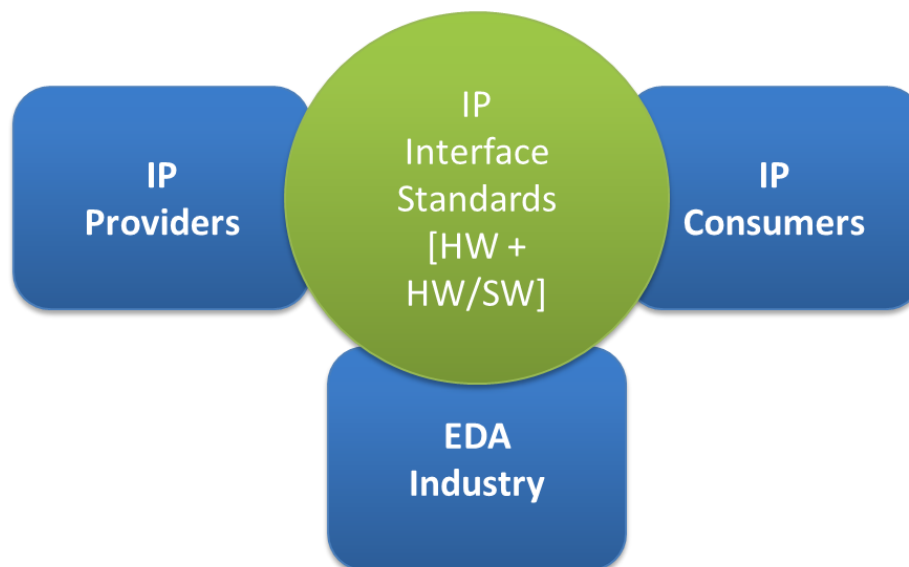 IP
Providers
IP
Interface
Standards
[HW +
HW/SW]
IP
Consumers
EDA
Industry